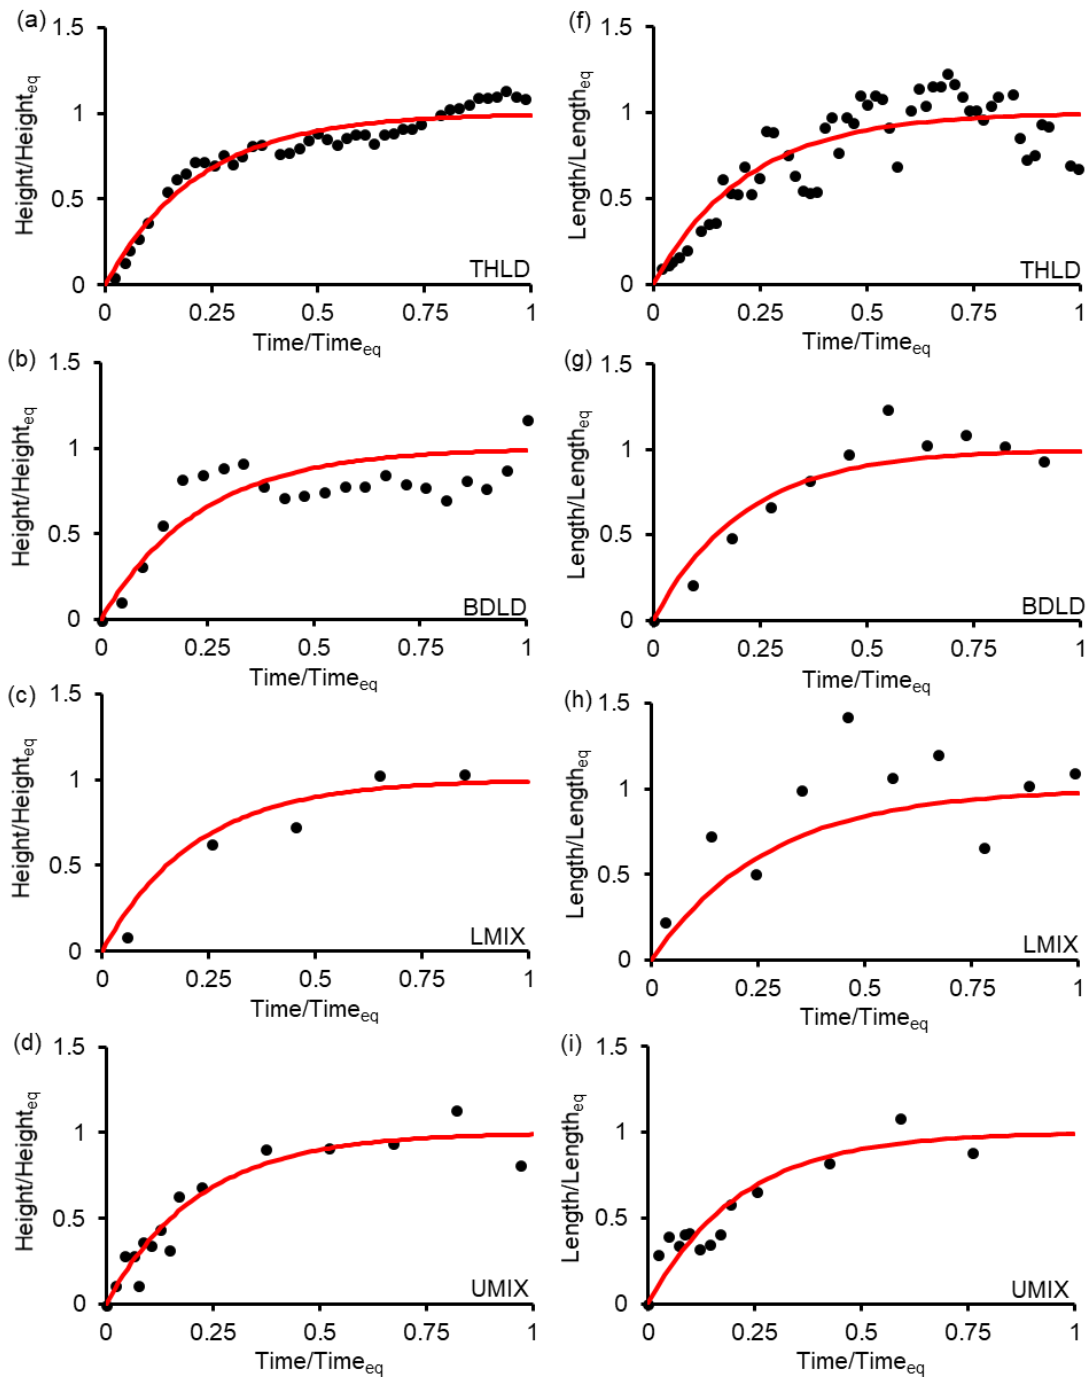 (a)
1.5
1
0.5
0
Height/Height_eq
THLD
0 0.25 0.5 0.75 1
Time/Time_eq
(f)
1.5
1
0.5
0
Length/Length_eq
THLD
0 0.25 0.5 0.75 1
Time/Time_eq
(b)
1.5
1
0.5
0
Height/Height_eq
BDLD
0 0.25 0.5 0.75 1
Time/Time_eq
(g)
1.5
1
0.5
0
Length/Length_eq
BDLD
0 0.25 0.5 0.75 1
Time/Time_eq
(c)
1.5
1
0.5
0
Height/Height_eq
LMIX
0 0.25 0.5 0.75 1
Time/Time_eq
(h)
1.5
1
0.5
0
Length/Length_eq
LMIX
0 0.25 0.5 0.75 1
Time/Time_eq
(d)
1.5
1
0.5
0
Height/Height_eq
UMIX
0 0.25 0.5 0.75 1
Time/Time_eq
(i)
1.5
1
0.5
0
Length/Length_eq
UMIX
0 0.25 0.5 0.75 1
Time/Time_eq